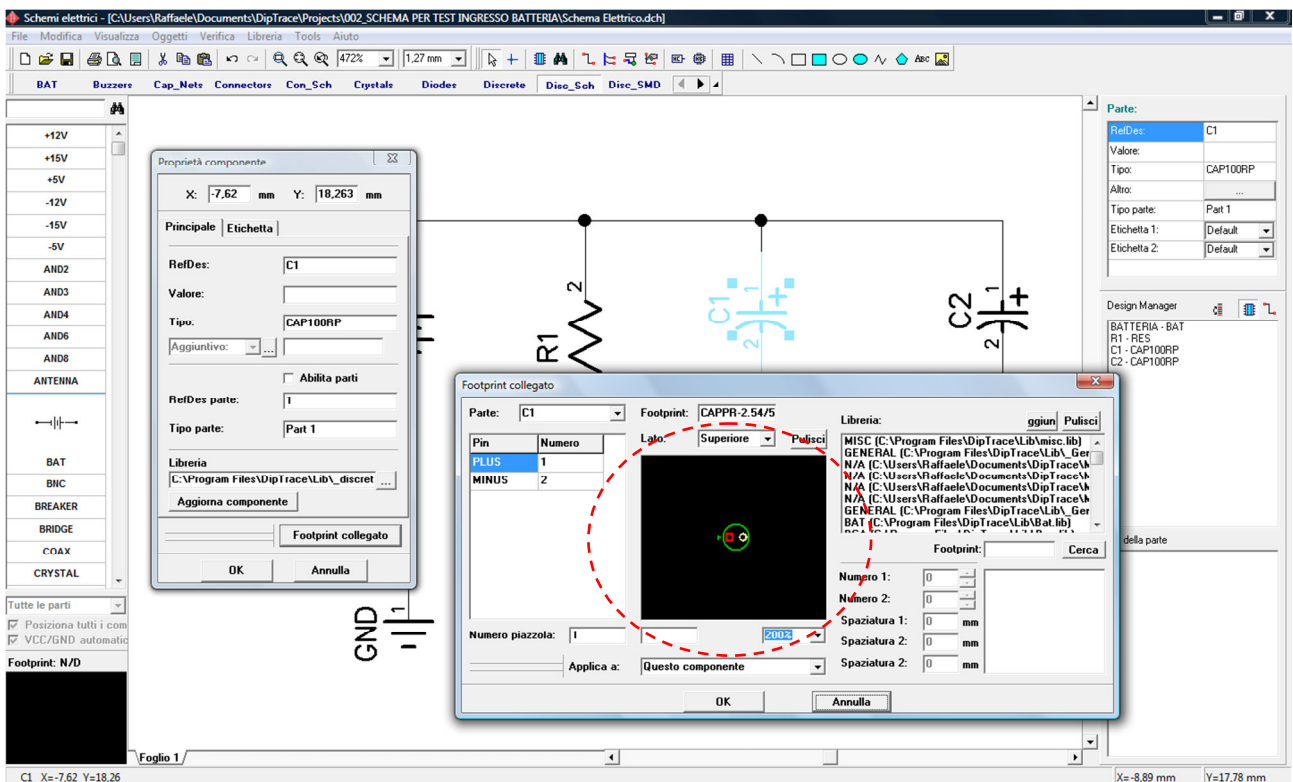 Schemi elettrici - [C:\Users\Raffaele\Documents\DipTrace\Projects\002_SCHEMA PER TEST INGRESSO BATTERIA\Schema Elettrico.dch]
File Modifica Visualizza Oggetti Verifica Libreria Tools Aiuto
472% 1,27 mm ABC
BAT Buzzers Cap_Nets Connectors Con_Sch Crystals Diodes Discrete Disc_Sch Disc_SMD
+12V
+15V
+5V
-12V
-15V
-5V
AND2
AND3
AND4
AND6
AND8
ANTENNA
BAT
BNC
BREAKER
BRIDGE
COAX
CRYSTAL
Tutte le parti
Posiziona tutti i com
VCC/GND automatic
Footprint: N/D
Proprietà componente
X: -7,62 mm Y: 18,263 mm
Principale Etichetta
RefDes: C1
Valore:
Tipo: CAP100RP
Aggiuntivo: ...
Abilita parti
RefDes parte: 1
Tipo parte: Part 1
Libreria
C:\Program Files\DipTrace\Lib\_discret ...
Aggiorna componente
Footprint collegato
OK Annulla
R1 2
C1 1 + 2
C2 1 + 2
GND 1
Footprint collegato
Parte: C1 Footprint: CAPPR-2.54/5
Lato: Superiore Pulisci
Pin Numero
PLUS 1
MINUS 2
Numero piazzola: 1 200%
Applica a: Questo componente
Libreria: ggiun Pulisci
MISC (C:\Program Files\DipTrace\Lib\misc.lib)
GENERAL (C:\Program Files\DipTrace\Lib\_Ger
N/A (C:\Users\Raffaele\Documents\DipTrace\M
N/A (C:\Users\Raffaele\Documents\DipTrace\M
N/A (C:\Users\Raffaele\Documents\DipTrace\M
N/A (C:\Users\Raffaele\Documents\DipTrace\M
GENERAL (C:\Program Files\DipTrace\Lib\_Ger
BAT (C:\Program Files\DipTrace\Lib\Bat.lib)
Footprint: Cerca
Numero 1: 0
Numero 2: 0
Spaziatura 1: 0 mm
Spaziatura 2: 0 mm
Spaziatura 2: 0 mm
OK Annulla
Parte:
RefDes: C1
Valore:
Tipo: CAP100RP
Altro: ...
Tipo parte: Part 1
Etichetta 1: Default
Etichetta 2: Default
Design Manager
BATTERIA - BAT
R1 - RES
C1 - CAP100RP
C2 - CAP100RP
della parte
Foglio 1
C1 X=-7,62 Y=18,26 X=-8,89 mm Y=17,78 mm